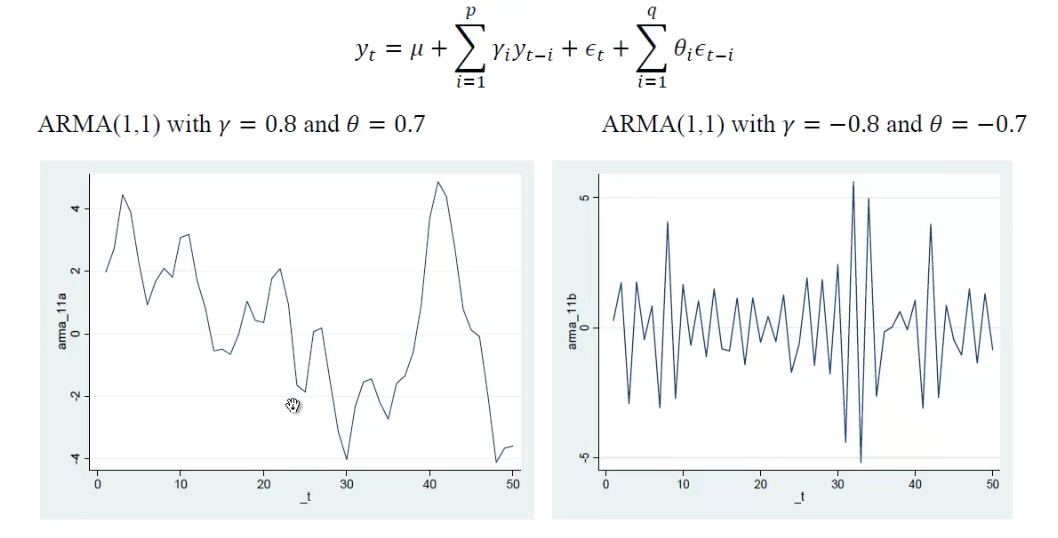 y_t = μ + ∑_{i=1}^{p} γ_i y_{t−i} + ϵ_t + ∑_{i=1}^{q} θ_i ϵ_{t−i}
ARMA(1,1) with γ = 0.8 and θ = 0.7
ARMA(1,1) with γ = −0.8 and θ = −0.7
arma_11a
4
2
0
-2
-4
0 10 20 30 40 50
_t
arma_11b
5
0
-5
0 10 20 30 40 50
_t